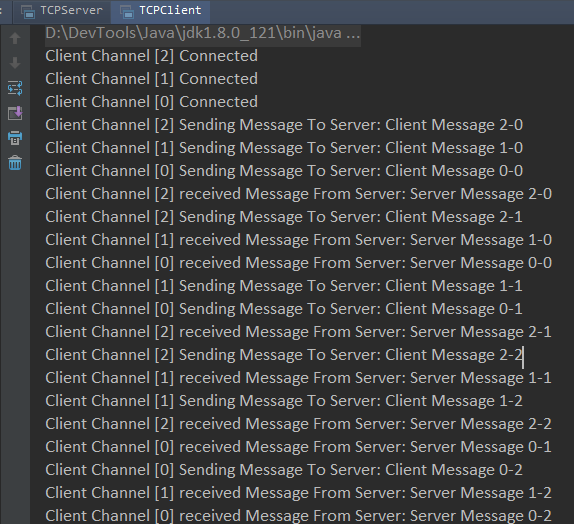 TCPServer TCPClient
D:\DevTools\Java\jdk1.8.0_121\bin\java ...
Client Channel [2] Connected
Client Channel [1] Connected
Client Channel [0] Connected
Client Channel [2] Sending Message To Server: Client Message 2-0
Client Channel [1] Sending Message To Server: Client Message 1-0
Client Channel [0] Sending Message To Server: Client Message 0-0
Client Channel [2] received Message From Server: Server Message 2-0
Client Channel [2] Sending Message To Server: Client Message 2-1
Client Channel [1] received Message From Server: Server Message 1-0
Client Channel [0] received Message From Server: Server Message 0-0
Client Channel [1] Sending Message To Server: Client Message 1-1
Client Channel [0] Sending Message To Server: Client Message 0-1
Client Channel [2] received Message From Server: Server Message 2-1
Client Channel [2] Sending Message To Server: Client Message 2-2
Client Channel [1] received Message From Server: Server Message 1-1
Client Channel [1] Sending Message To Server: Client Message 1-2
Client Channel [2] received Message From Server: Server Message 2-2
Client Channel [0] received Message From Server: Server Message 0-1
Client Channel [0] Sending Message To Server: Client Message 0-2
Client Channel [1] received Message From Server: Server Message 1-2
Client Channel [0] received Message From Server: Server Message 0-2